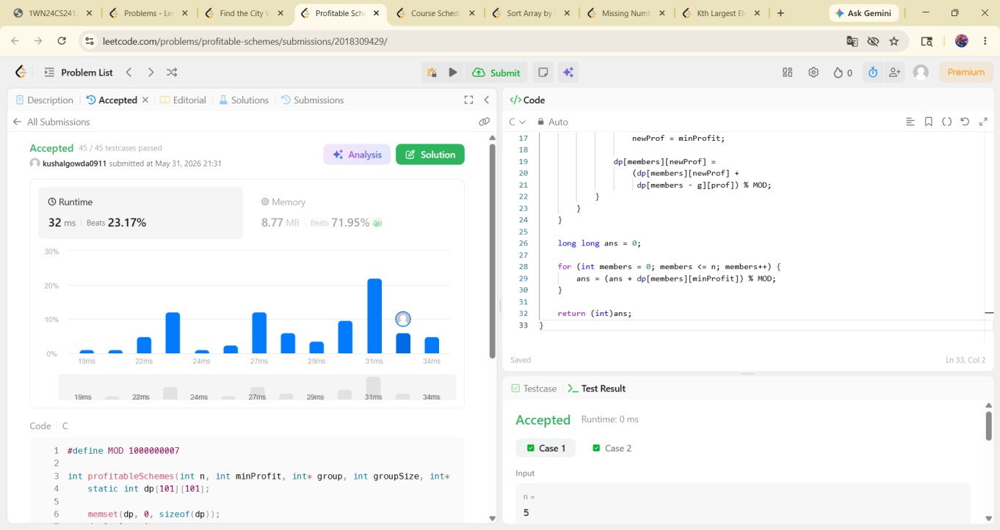 1WN24CS241.
Problems - Le
Find the City W
Profitable Sche
Course Schedu
Sort Array by
Missing Numb
Kth Largest El
Ask Gemini
leetcode.com/problems/profitable-schemes/submissions/2018309429/
Problem List
Submit
0
Premium
Description
Accepted
Editorial
Solutions
Submissions
All Submissions
Accepted 45 / 45 testcases passed
kushalgowda0911 submitted at May 31, 2026 21:31
Analysis
Solution
Runtime
32 ms Beats 23.17%
Memory
8.77 MB Beats 71.95%
30%
20%
10%
0%
19ms 22ms 24ms 27ms 29ms 31ms 34ms
19ms 22ms 24ms 27ms 29ms 31ms 34ms
Code C
1 #define MOD 1000000007
2
3 int profitableSchemes(int n, int minProfit, int* group, int groupSize, int*
4 static int dp[101][101];
5
6 memset(dp, 0, sizeof(dp));
Code
C Auto
17 newProf = minProfit;
18
19 dp[members][newProf] =
20 (dp[members][newProf] +
21 dp[members - g][prof]) % MOD;
22 }
23 }
24 }
25
26 long long ans = 0;
27
28 for (int members = 0; members <= n; members++) {
29 ans = (ans + dp[members][minProfit]) % MOD;
30 }
31
32 return (int)ans;
33 }
Saved
Ln 33, Col 2
Testcase
Test Result
Accepted Runtime: 0 ms
Case 1
Case 2
Input
n =
5